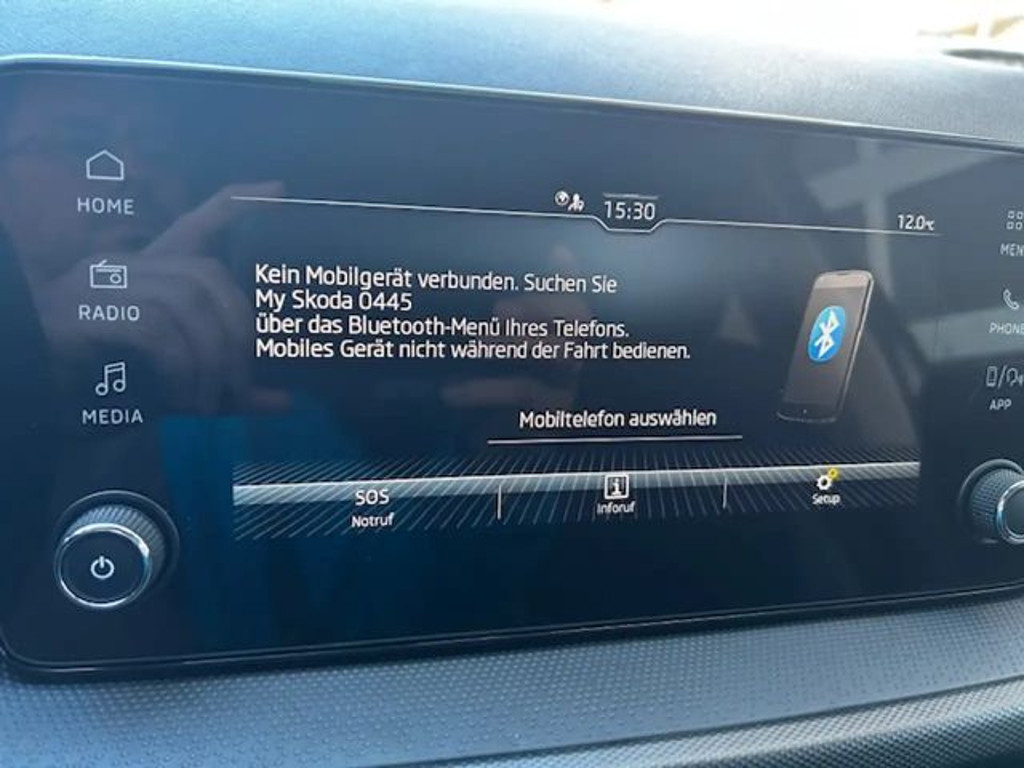 HOME
RADIO
MEDIA
15:30
12.0°C
Kein Mobilgerät verbunden. Suchen Sie
My Skoda 0445
über das Bluetooth-Menü Ihres Telefons.
Mobiles Gerät nicht während der Fahrt bedienen.
Mobiltelefon auswählen
SOS
Notruf
i
Inforuf
Setup
MEN
PHONE
APP